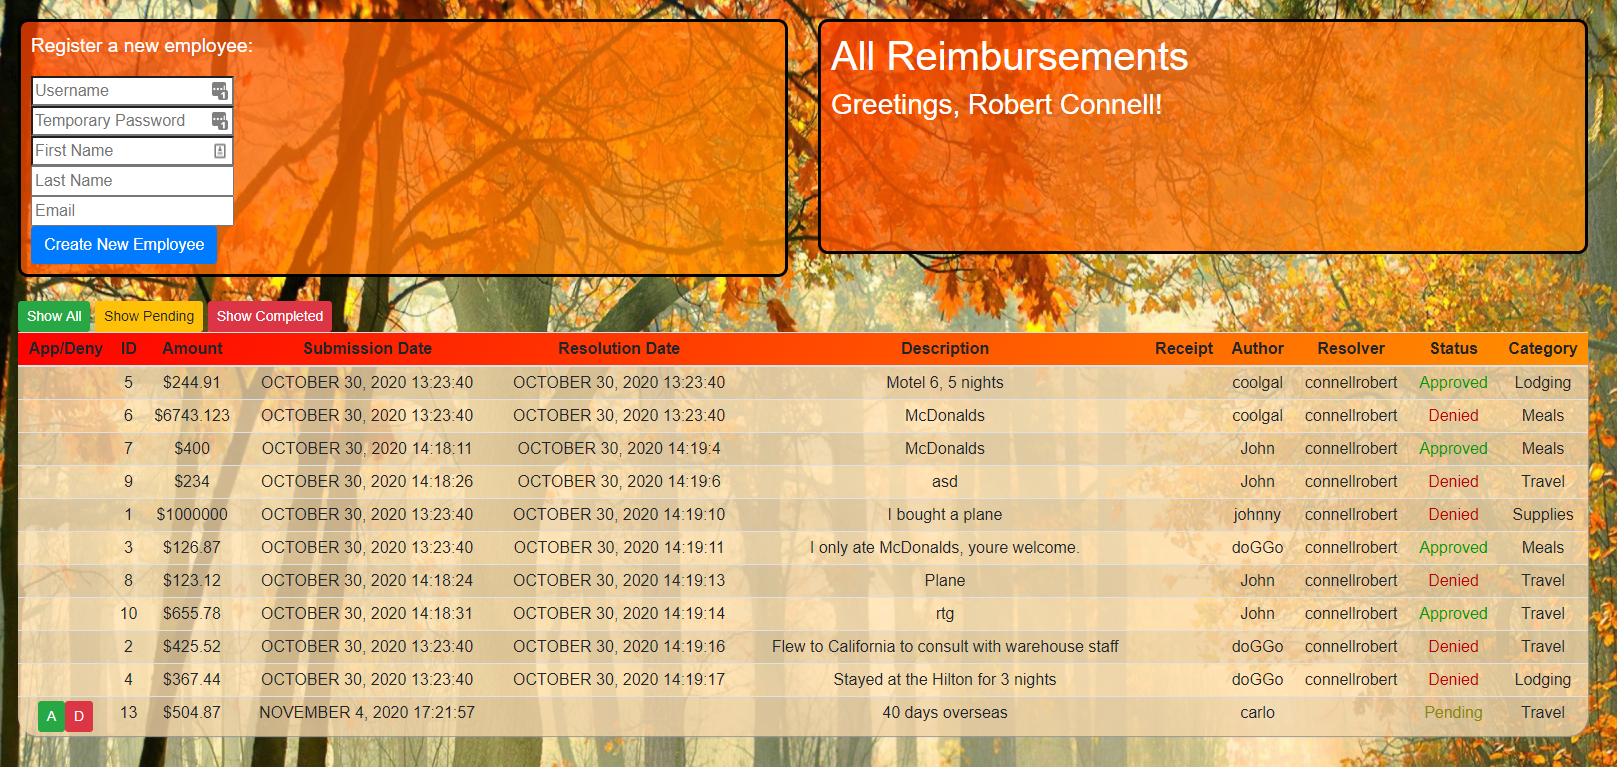 Register a new employee:
Username
Temporary Password
First Name
Last Name
Email
Create New Employee
All Reimbursements
Greetings, Robert Connell!
Show All Show Pending Show Completed
App/Deny ID Amount Submission Date Resolution Date Description Receipt Author Resolver Status Category
5 $244.91 OCTOBER 30, 2020 13:23:40 OCTOBER 30, 2020 13:23:40 Motel 6, 5 nights coolgal connellrobert Approved Lodging
6 $6743.123 OCTOBER 30, 2020 13:23:40 OCTOBER 30, 2020 13:23:40 McDonalds coolgal connellrobert Denied Meals
7 $400 OCTOBER 30, 2020 14:18:11 OCTOBER 30, 2020 14:19:4 McDonalds John connellrobert Approved Meals
9 $234 OCTOBER 30, 2020 14:18:26 OCTOBER 30, 2020 14:19:6 asd John connellrobert Denied Travel
1 $1000000 OCTOBER 30, 2020 13:23:40 OCTOBER 30, 2020 14:19:10 I bought a plane johnny connellrobert Denied Supplies
3 $126.87 OCTOBER 30, 2020 13:23:40 OCTOBER 30, 2020 14:19:11 I only ate McDonalds, youre welcome. doGGo connellrobert Approved Meals
8 $123.12 OCTOBER 30, 2020 14:18:24 OCTOBER 30, 2020 14:19:13 Plane John connellrobert Denied Travel
10 $655.78 OCTOBER 30, 2020 14:18:31 OCTOBER 30, 2020 14:19:14 rtg John connellrobert Approved Travel
2 $425.52 OCTOBER 30, 2020 13:23:40 OCTOBER 30, 2020 14:19:16 Flew to California to consult with warehouse staff doGGo connellrobert Denied Travel
4 $367.44 OCTOBER 30, 2020 13:23:40 OCTOBER 30, 2020 14:19:17 Stayed at the Hilton for 3 nights doGGo connellrobert Denied Lodging
A D 13 $504.87 NOVEMBER 4, 2020 17:21:57 40 days overseas carlo Pending Travel